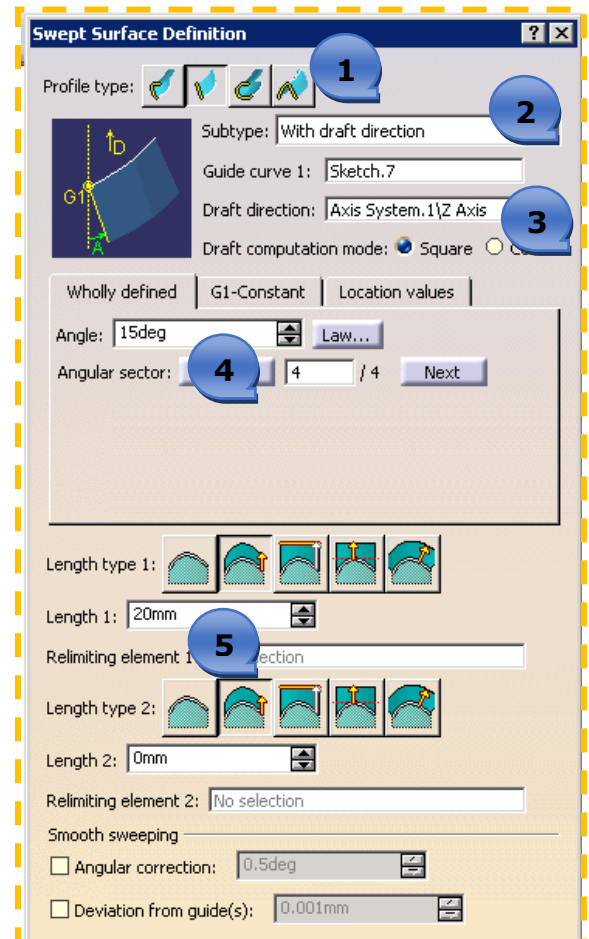 Swept Surface Definition
Profile type:
1
D
G1
A
Subtype: With draft direction
2
Guide curve 1: Sketch.7
Draft direction: Axis System.1\Z Axis
3
Draft computation mode: Square
Wholly defined G1-Constant Location values
Angle: 15deg Law...
Angular sector: 4 4 / 4 Next
Length type 1:
Length 1: 20mm
5
Relimiting element
Length type 2:
Length 2: 0mm
Relimiting element 2: No selection
Smooth sweeping
Angular correction: 0.5deg
Deviation from guide(s): 0.001mm